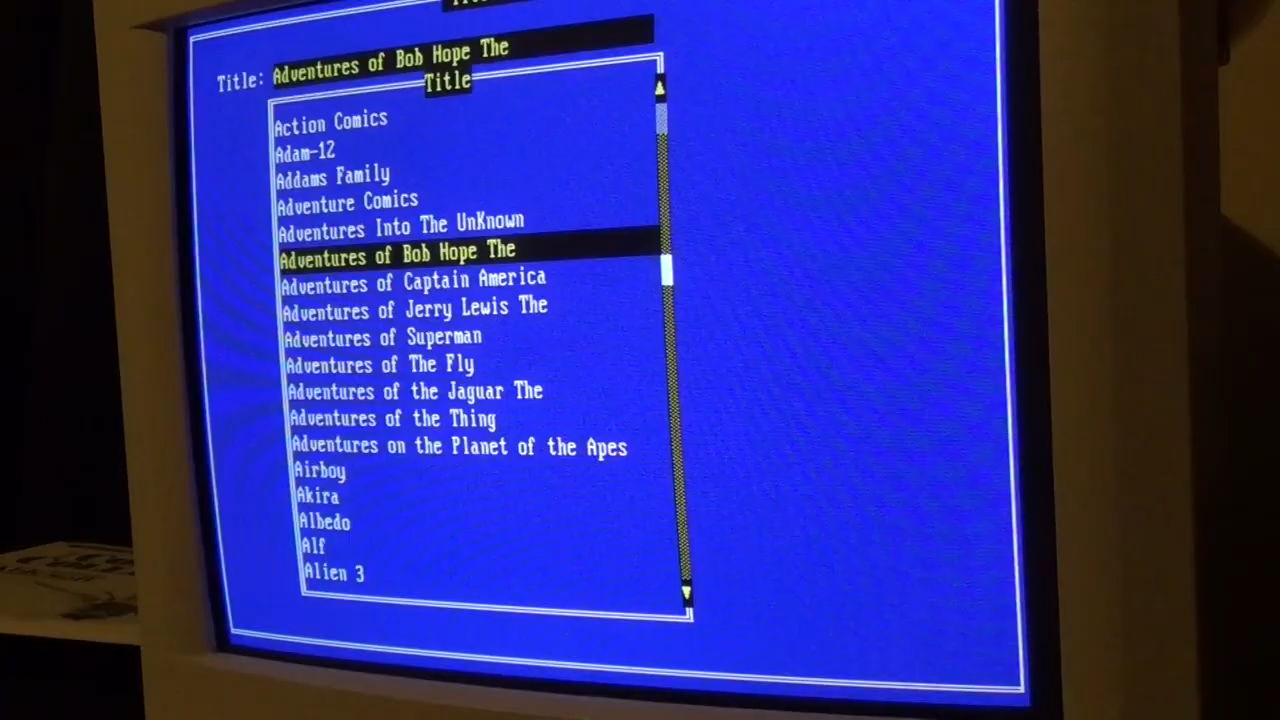 Title: Adventures of Bob Hope The
Title
Action Comics
Adam-12
Addams Family
Adventure Comics
Adventures Into The UnKnown
Adventures of Bob Hope The
Adventures of Captain America
Adventures of Jerry Lewis The
Adventures of Superman
Adventures of The Fly
Adventures of the Jaguar The
Adventures of the Thing
Adventures on the Planet of the Apes
Airboy
Akira
Albedo
Alf
Alien 3